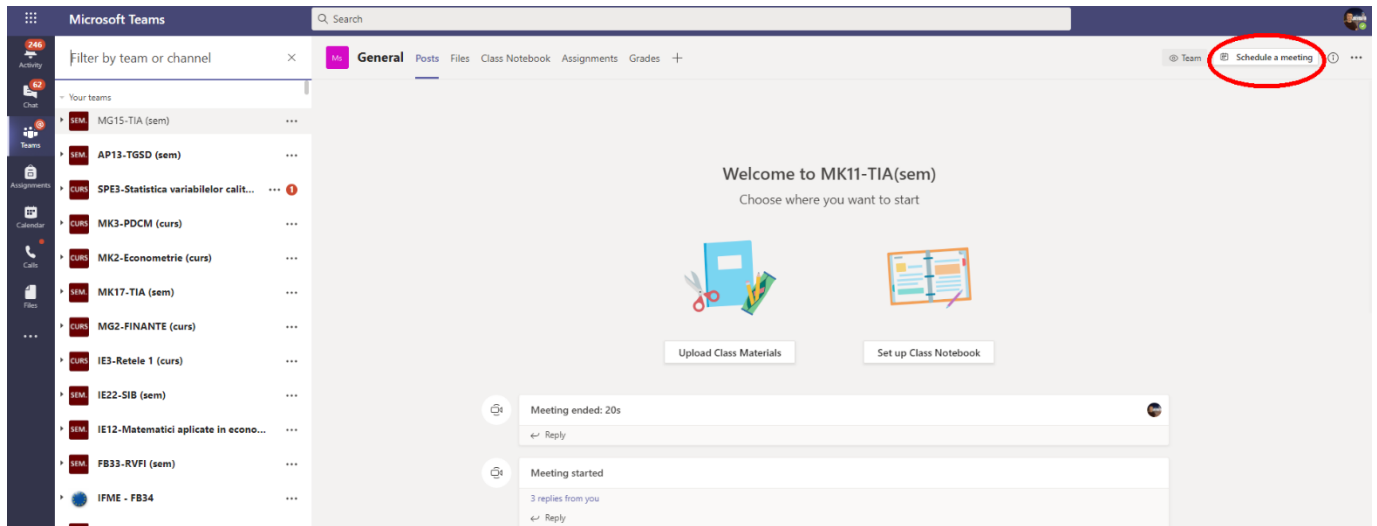 Microsoft Teams
Search
246
Activity
62
Chat
Teams
Assignments
Calendar
Calls
Files
Filter by team or channel
Your teams
SEM. MG15-TIA (sem)
SEM. AP13-TGSD (sem)
CURS SPE3-Statistica variabilelor calit... 1
CURS MK3-PDCM (curs)
CURS MK2-Econometrie (curs)
SEM. MK17-TIA (sem)
CURS MG2-FINANTE (curs)
CURS IE3-Retele 1 (curs)
SEM. IE22-SIB (sem)
SEM. IE12-Matematici aplicate in econo...
SEM. FB33-RVFI (sem)
IFME - FB34
Ms General Posts Files Class Notebook Assignments Grades
Team Schedule a meeting
Welcome to MK11-TIA(sem)
Choose where you want to start
Upload Class Materials
Set up Class Notebook
Meeting ended: 20s
Reply
Meeting started
3 replies from you
Reply